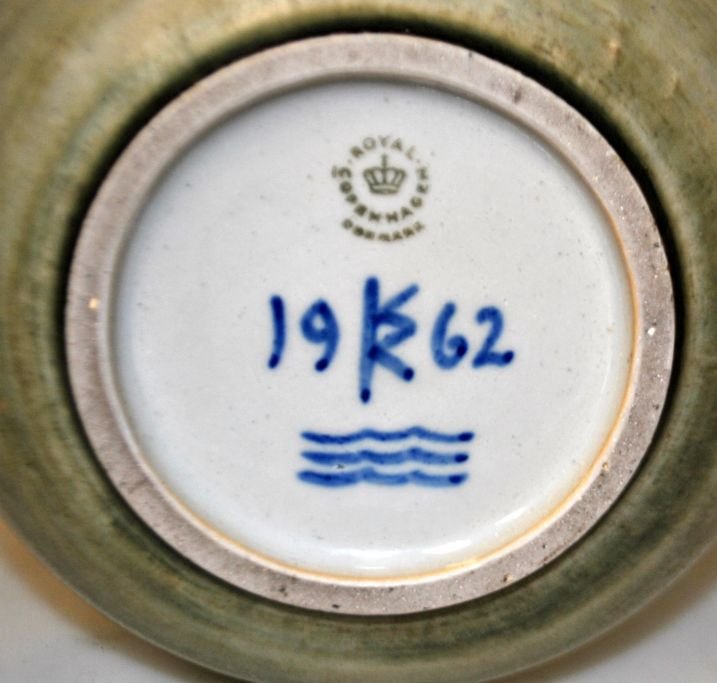 ROYAL
COPENHAGEN
DENMARK
19 K 62